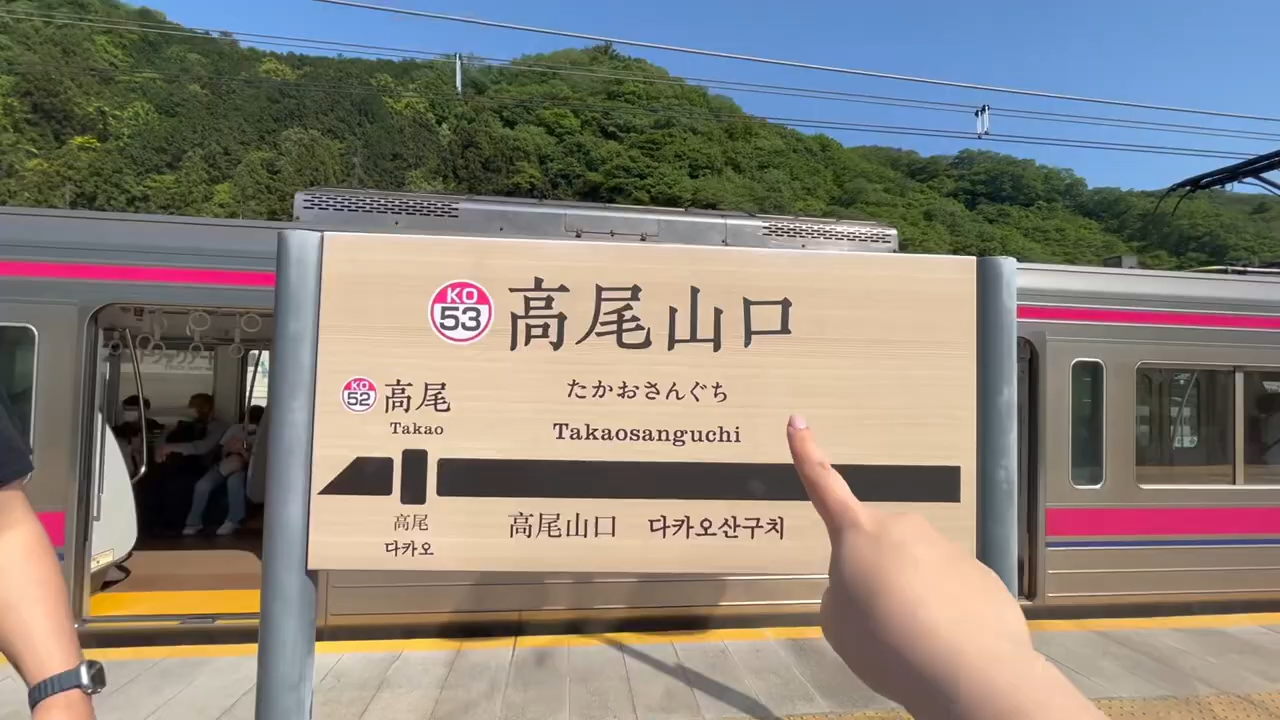 KO 53 高尾山口
たかおさんぐち
Takaosanguchi
KO 52 高尾
Takao
高尾
다카오
高尾山口 다카오산구치